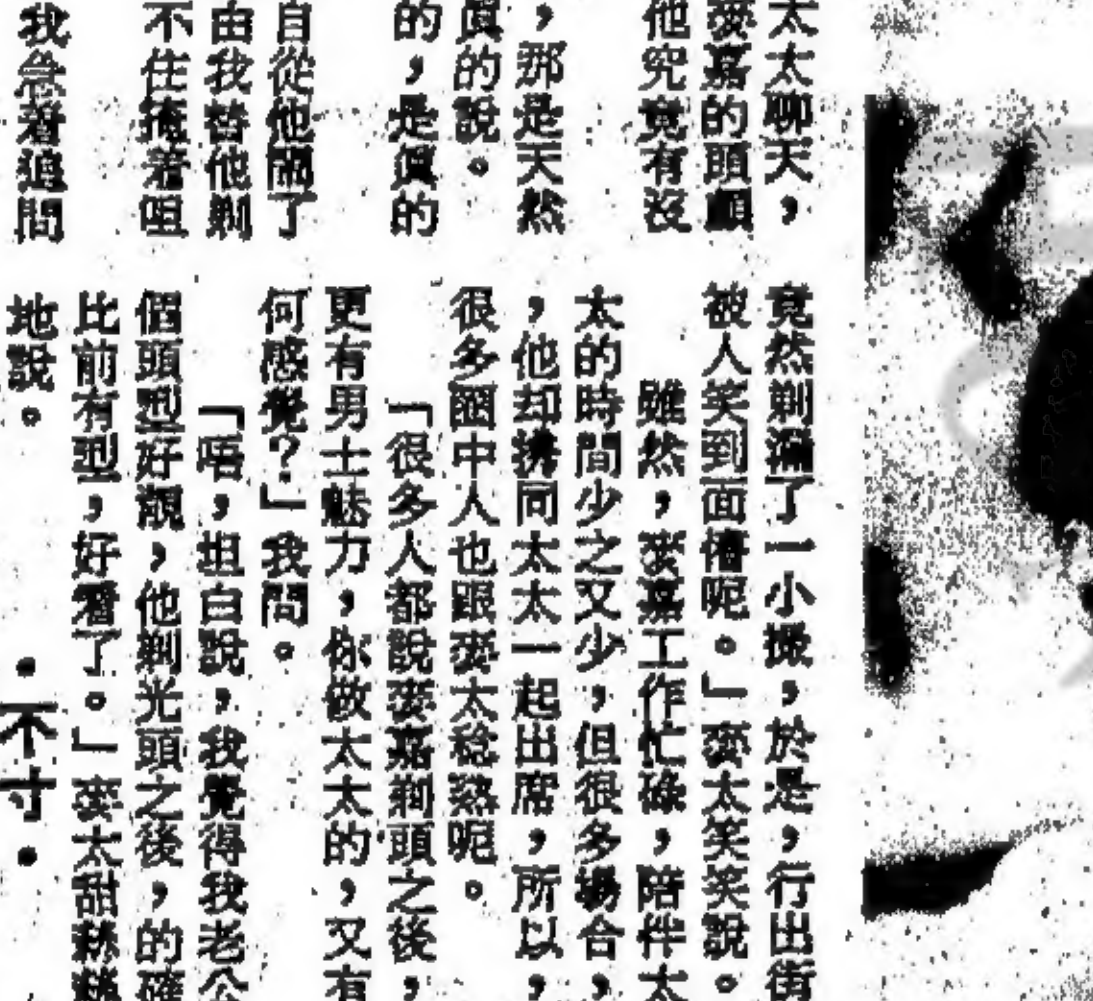 太太聊天，
麥嘉的頭顱
他究竟有沒
，那是天然
眞的說。
的，是眞的
自從他剛了
由我替他剃
不住掩着咀
我急着追問
竟然剃漏了一小撮，於是，行出街
被人笑到面懵呢。」麥太笑笑說。
雖然，麥嘉工作忙碌，陪伴太
太的時間少之又少，但很多場合，
，他却携同太太一起出席，所以，
很多圈中人也跟麥太稔熟呢。
「很多人都說麥嘉剃頭之後，
更有男士魅力，你做太太的，又有
何感覺？」我問。
「唔，坦白說，我覺得我老公
個頭型好靚，他剃光頭之後，的確
比前有型，好看了。」麥太甜絲絲
地說。
•不寸•